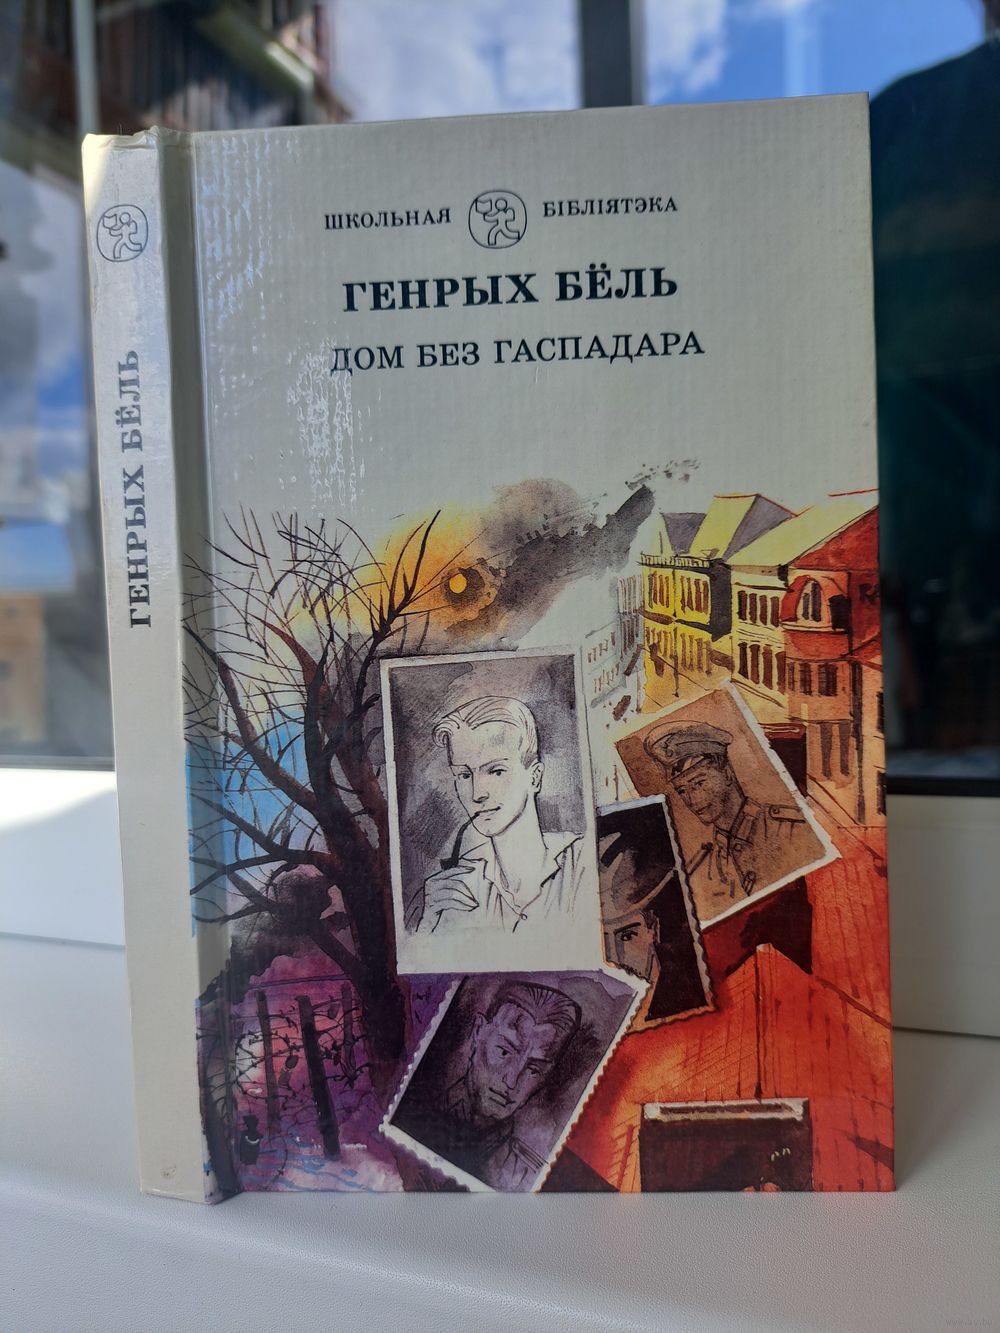 ШКОЛЬНАЯ БІБЛІЯТЭКА
ГЕНРЫХ БЁЛЬ
ДОМ БЕЗ ГАСПАДАРА
ГЕНРЫХ БЁЛЬ